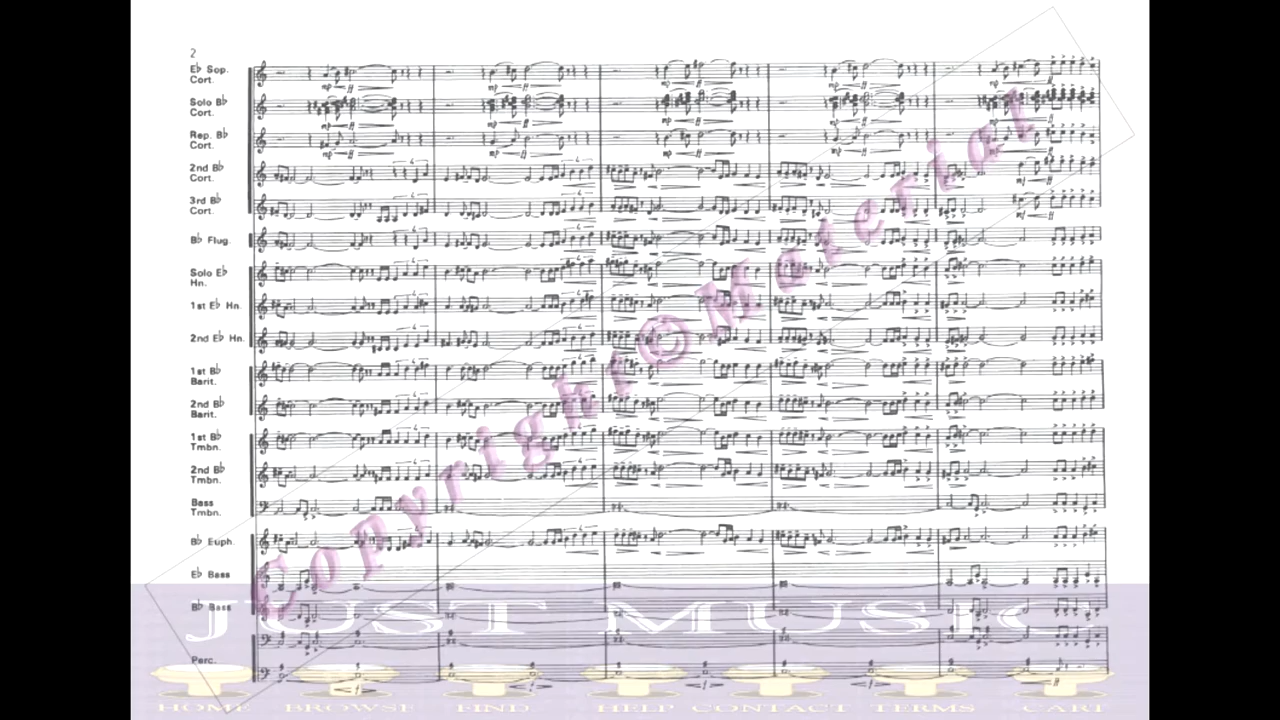 2
E♭ Sop.
Cort.
Solo B♭
Cort.
Rep. B♭
Cort.
2nd B♭
Cort.
3rd B♭
Cort.
B♭ Flug.
Solo E♭
Hn.
1st E♭ Hn.
2nd E♭ Hn.
1st B♭
Barit.
2nd B♭
Barit.
1st B♭
Tmbn.
2nd B♭
Tmbn.
Bass
Tmbn.
B♭ Euph.
E♭ Bass
B♭ Bass
Perc.
Copyright © Material
JUST MUSIC
HOME BROWSE FIND HELP CONTACT TERMS CART